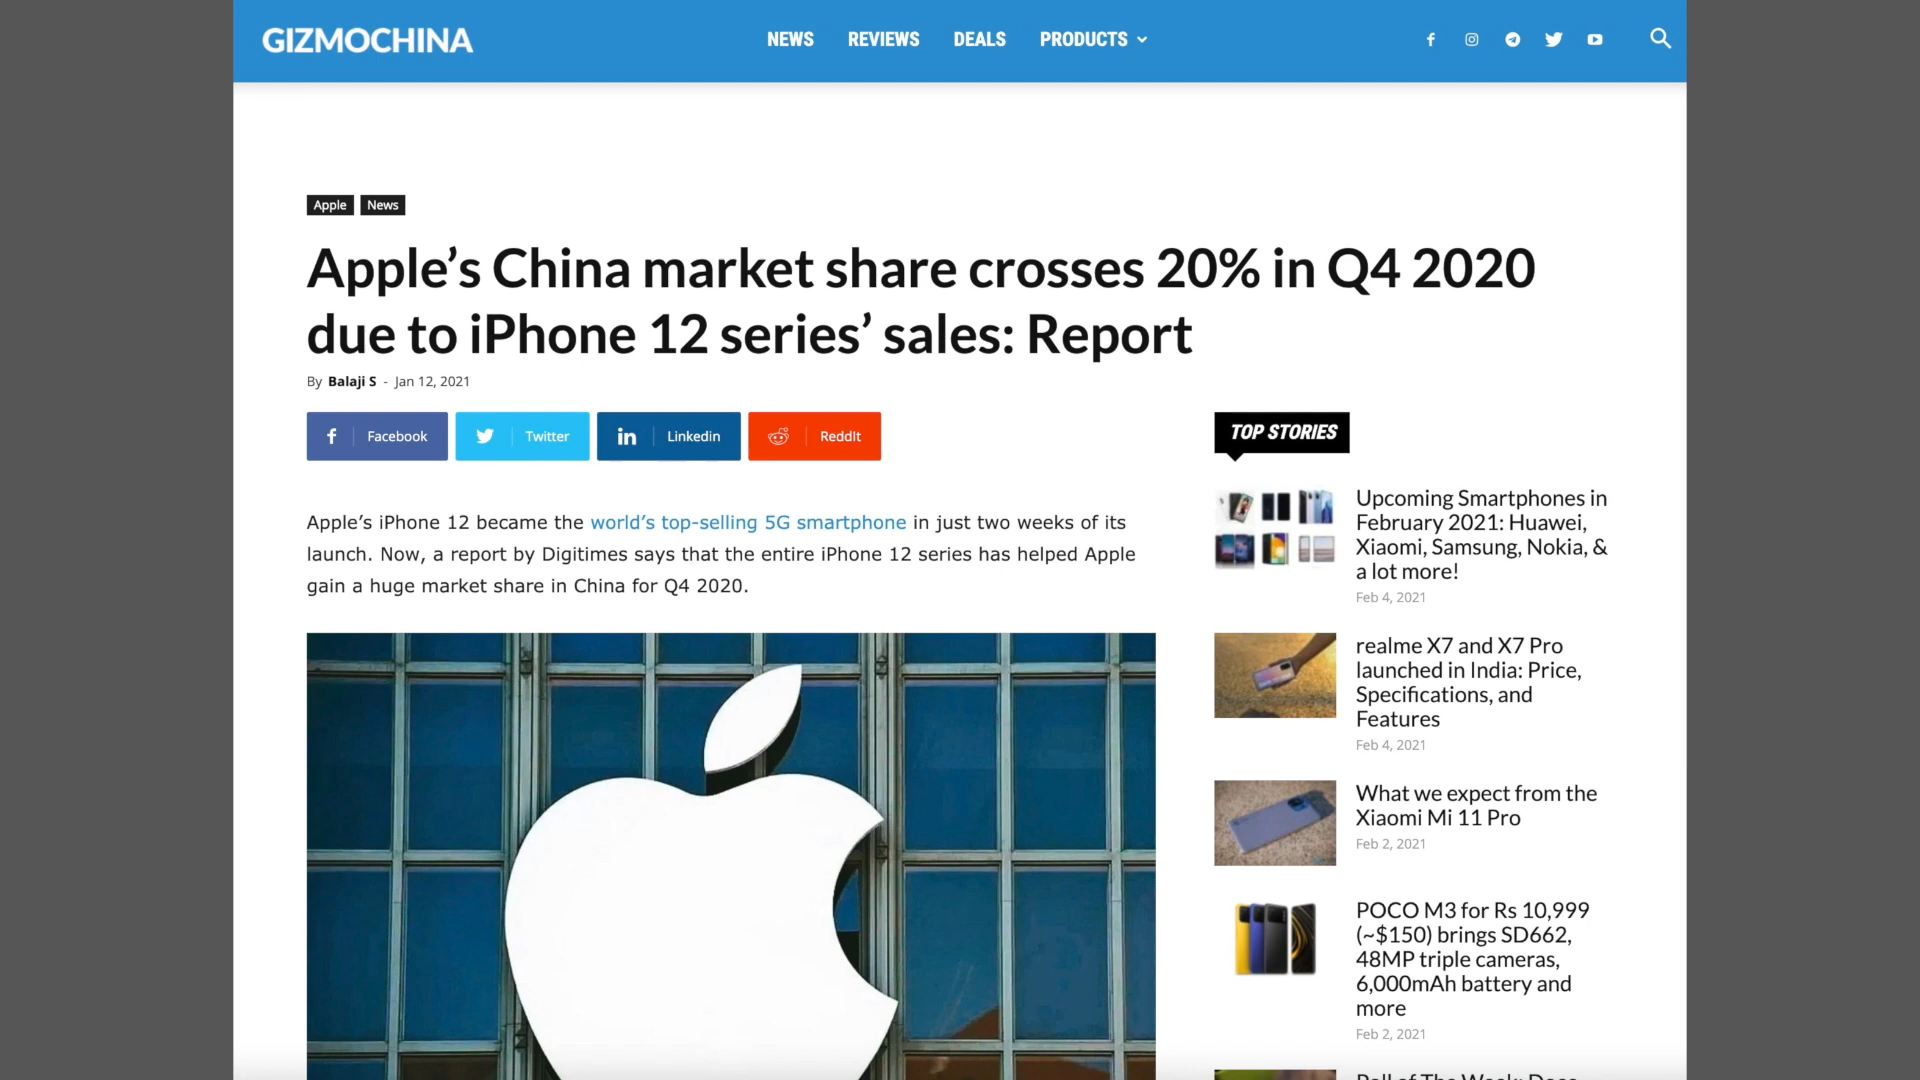 GIZMOCHINA
NEWS REVIEWS DEALS PRODUCTS
Apple News
Apple’s China market share crosses 20% in Q4 2020
due to iPhone 12 series’ sales: Report
By Balaji S - Jan 12, 2021
Facebook Twitter Linkedin ReddIt
Apple’s iPhone 12 became the world’s top-selling 5G smartphone in just two weeks of its
launch. Now, a report by Digitimes says that the entire iPhone 12 series has helped Apple
gain a huge market share in China for Q4 2020.
TOP STORIES
Upcoming Smartphones in
February 2021: Huawei,
Xiaomi, Samsung, Nokia, &
a lot more!
Feb 4, 2021
realme X7 and X7 Pro
launched in India: Price,
Specifications, and
Features
Feb 4, 2021
What we expect from the
Xiaomi Mi 11 Pro
Feb 2, 2021
POCO M3 for Rs 10,999
(~$150) brings SD662,
48MP triple cameras,
6,000mAh battery and
more
Feb 2, 2021